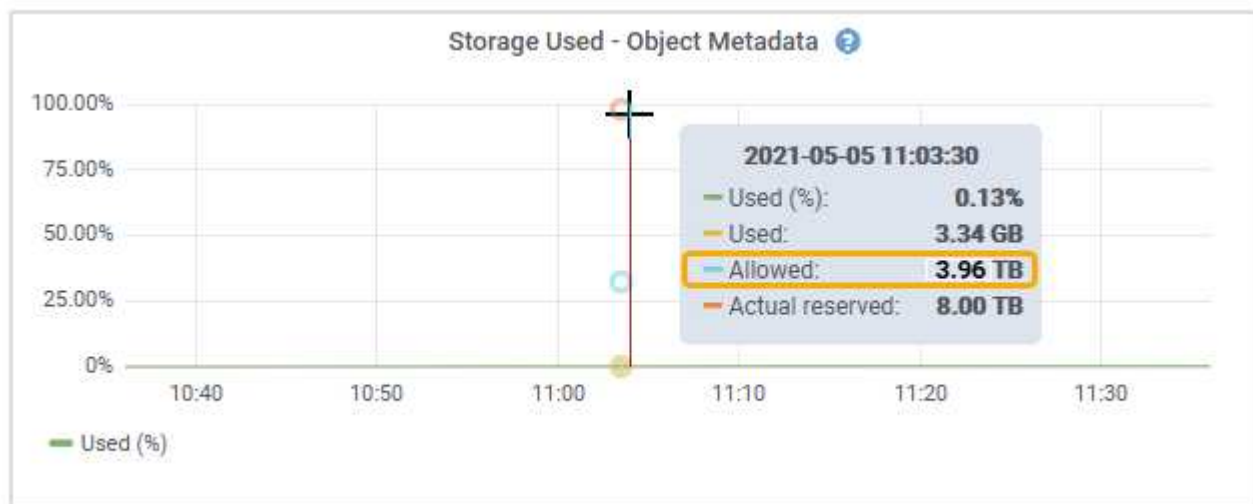 Storage Used - Object Metadata ?
100.00%
75.00%
50.00%
25.00%
0%
2021-05-05 11:03:30
Used (%): 0.13%
Used: 3.34 GB
Allowed: 3.96 TB
Actual reserved: 8.00 TB
10:40 10:50 11:00 11:10 11:20 11:30
Used (%)